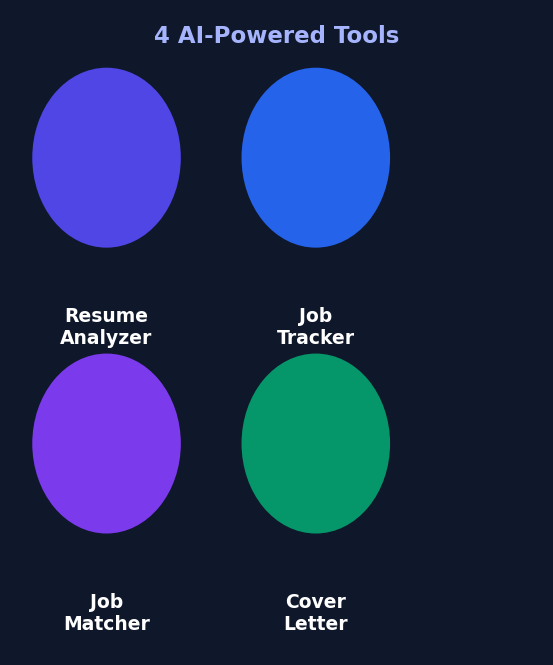 4 AI-Powered Tools
Resume
Analyzer
Job
Tracker
Job
Matcher
Cover
Letter